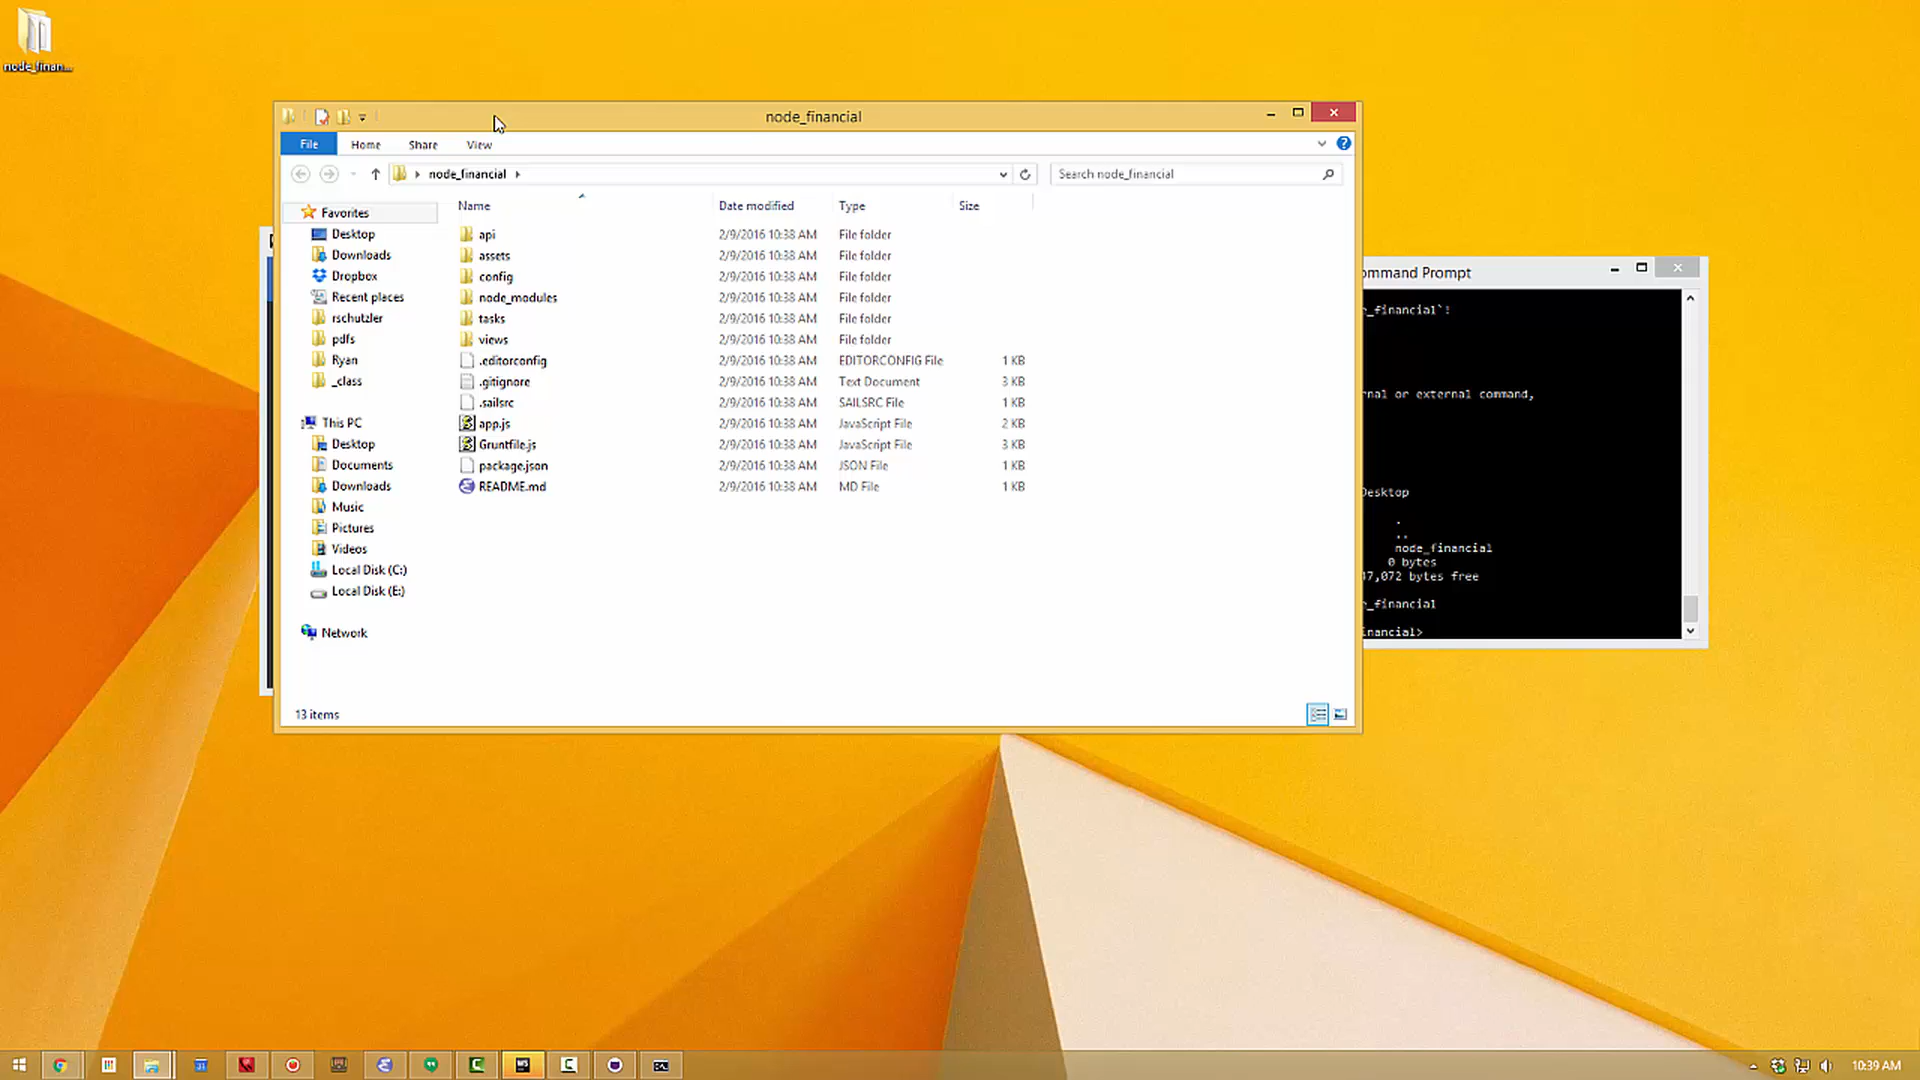 node_finan...
node_financial
File Home Share View
node_financial
Search node_financial
Name Date modified Type Size
Favorites
Desktop
Downloads
Dropbox
Recent places
rschutzler
pdfs
Ryan
_class
This PC
Desktop
Documents
Downloads
Music
Pictures
Videos
Local Disk (C:)
Local Disk (E:)
Network
api 2/9/2016 10:38 AM File folder
assets 2/9/2016 10:38 AM File folder
config 2/9/2016 10:38 AM File folder
node_modules 2/9/2016 10:38 AM File folder
tasks 2/9/2016 10:38 AM File folder
views 2/9/2016 10:38 AM File folder
.editorconfig 2/9/2016 10:38 AM EDITORCONFIG File 1 KB
.gitignore 2/9/2016 10:38 AM Text Document 3 KB
.sailsrc 2/9/2016 10:38 AM SAILSRC File 1 KB
app.js 2/9/2016 10:38 AM JavaScript File 2 KB
Gruntfile.js 2/9/2016 10:38 AM JavaScript File 3 KB
package.json 2/9/2016 10:38 AM JSON File 1 KB
README.md 2/9/2016 10:38 AM MD File 1 KB
13 items
ommand Prompt
_financial`!
nal or external command,
Desktop
.
..
node_financial
0 bytes
17,072 bytes free
_financial
nancial>
10:39 AM